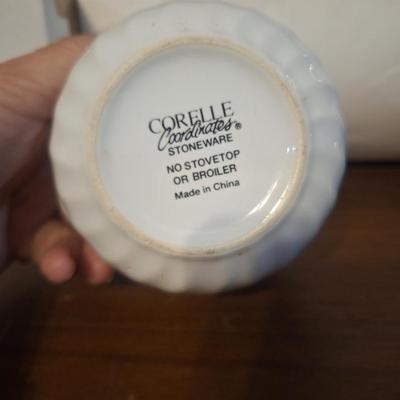 CORELLE
Coordinates®
STONEWARE
NO STOVETOP
OR BROILER
Made in China